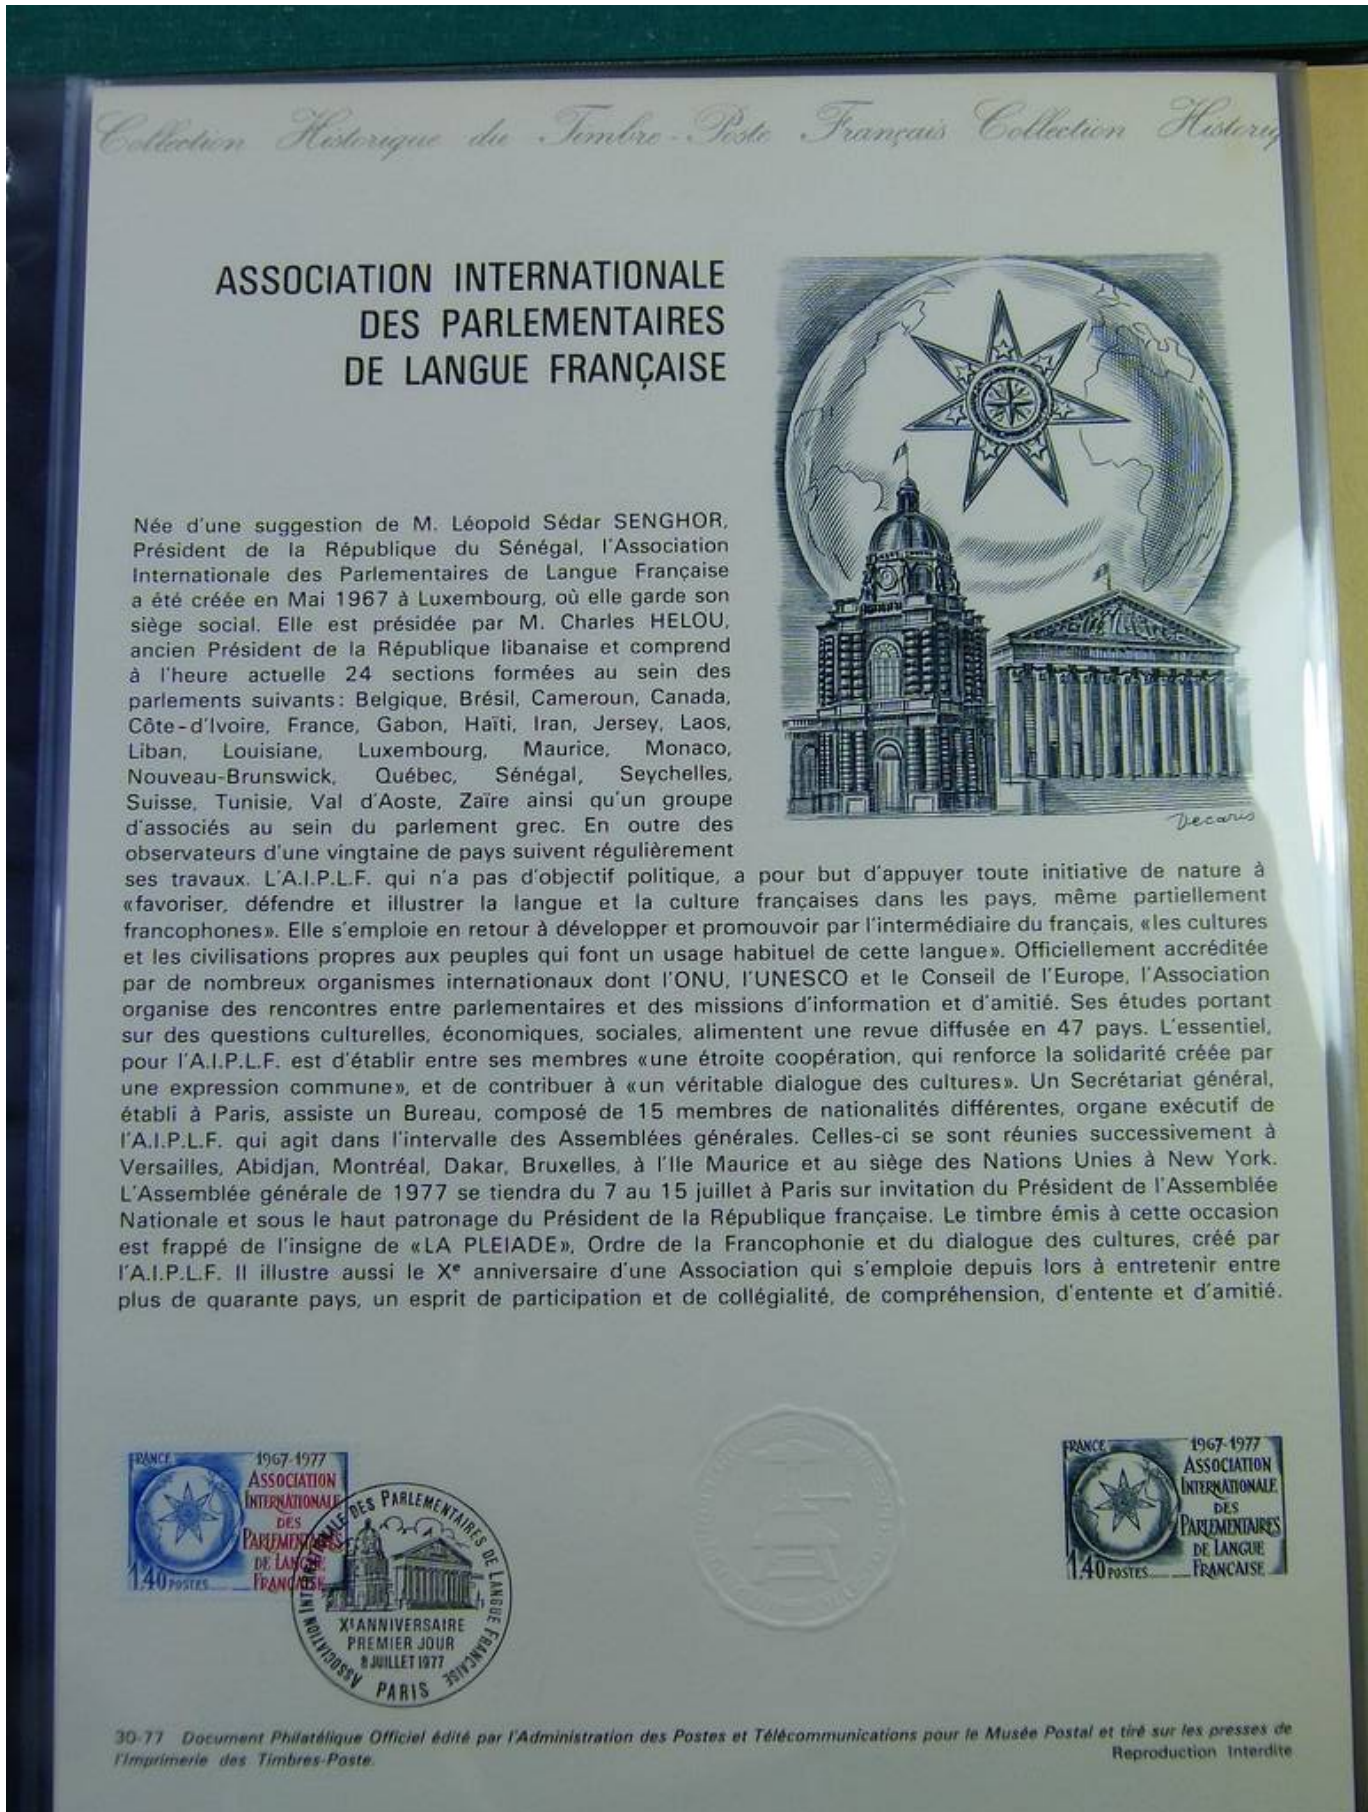 Collection Historique du Timbre-Poste Français Collection Historiq
ASSOCIATION INTERNATIONALE
DES PARLEMENTAIRES
DE LANGUE FRANÇAISE
Née d'une suggestion de M. Léopold Sédar SENGHOR,
Président de la République du Sénégal, l'Association
Internationale des Parlementaires de Langue Française
a été créée en Mai 1967 à Luxembourg, où elle garde son
siège social. Elle est présidée par M. Charles HELOU,
ancien Président de la République libanaise et comprend
à l'heure actuelle 24 sections formées au sein des
parlements suivants: Belgique, Brésil, Cameroun, Canada,
Côte-d'Ivoire, France, Gabon, Haïti, Iran, Jersey, Laos,
Liban, Louisiane, Luxembourg, Maurice, Monaco,
Nouveau-Brunswick, Québec, Sénégal, Seychelles,
Suisse, Tunisie, Val d'Aoste, Zaïre ainsi qu'un groupe
d'associés au sein du parlement grec. En outre des
observateurs d'une vingtaine de pays suivent régulièrement
ses travaux. L'A.I.P.L.F. qui n'a pas d'objectif politique, a pour but d'appuyer toute initiative de nature à
«favoriser, défendre et illustrer la langue et la culture françaises dans les pays, même partiellement
francophones». Elle s'emploie en retour à développer et promouvoir par l'intermédiaire du français, «les cultures
et les civilisations propres aux peuples qui font un usage habituel de cette langue». Officiellement accréditée
par de nombreux organismes internationaux dont l'ONU, l'UNESCO et le Conseil de l'Europe, l'Association
organise des rencontres entre parlementaires et des missions d'information et d'amitié. Ses études portant
sur des questions culturelles, économiques, sociales, alimentent une revue diffusée en 47 pays. L'essentiel,
pour l'A.I.P.L.F. est d'établir entre ses membres «une étroite coopération, qui renforce la solidarité créée par
une expression commune», et de contribuer à «un véritable dialogue des cultures». Un Secrétariat général,
établi à Paris, assiste un Bureau, composé de 15 membres de nationalités différentes, organe exécutif de
l'A.I.P.L.F. qui agit dans l'intervalle des Assemblées générales. Celles-ci se sont réunies successivement à
Versailles, Abidjan, Montréal, Dakar, Bruxelles, à l'Ile Maurice et au siège des Nations Unies à New York.
L'Assemblée générale de 1977 se tiendra du 7 au 15 juillet à Paris sur invitation du Président de l'Assemblée
Nationale et sous le haut patronage du Président de la République française. Le timbre émis à cette occasion
est frappé de l'insigne de «LA PLEIADE», Ordre de la Francophonie et du dialogue des cultures, créé par
l'A.I.P.L.F. Il illustre aussi le Xᵉ anniversaire d'une Association qui s'emploie depuis lors à entretenir entre
plus de quarante pays, un esprit de participation et de collégialité, de compréhension, d'entente et d'amitié.
Decaris
FRANCE 1967-1977
ASSOCIATION
INTERNATIONALE
DES
PARLEMENTAIRES
DE LANGUE
FRANÇAISE
1.40 POSTES
ASSOCIATION INTERNATIONALE DES PARLEMENTAIRES DE LANGUE FRANÇAISE
Xᵉ ANNIVERSAIRE
PREMIER JOUR
8 JUILLET 1977
PARIS
FRANCE 1967-1977
ASSOCIATION
INTERNATIONALE
DES
PARLEMENTAIRES
DE LANGUE
FRANÇAISE
1.40 POSTES
30-77 Document Philatélique Officiel édité par l'Administration des Postes et Télécommunications pour le Musée Postal et tiré sur les presses de
l'Imprimerie des Timbres-Poste.
Reproduction Interdite